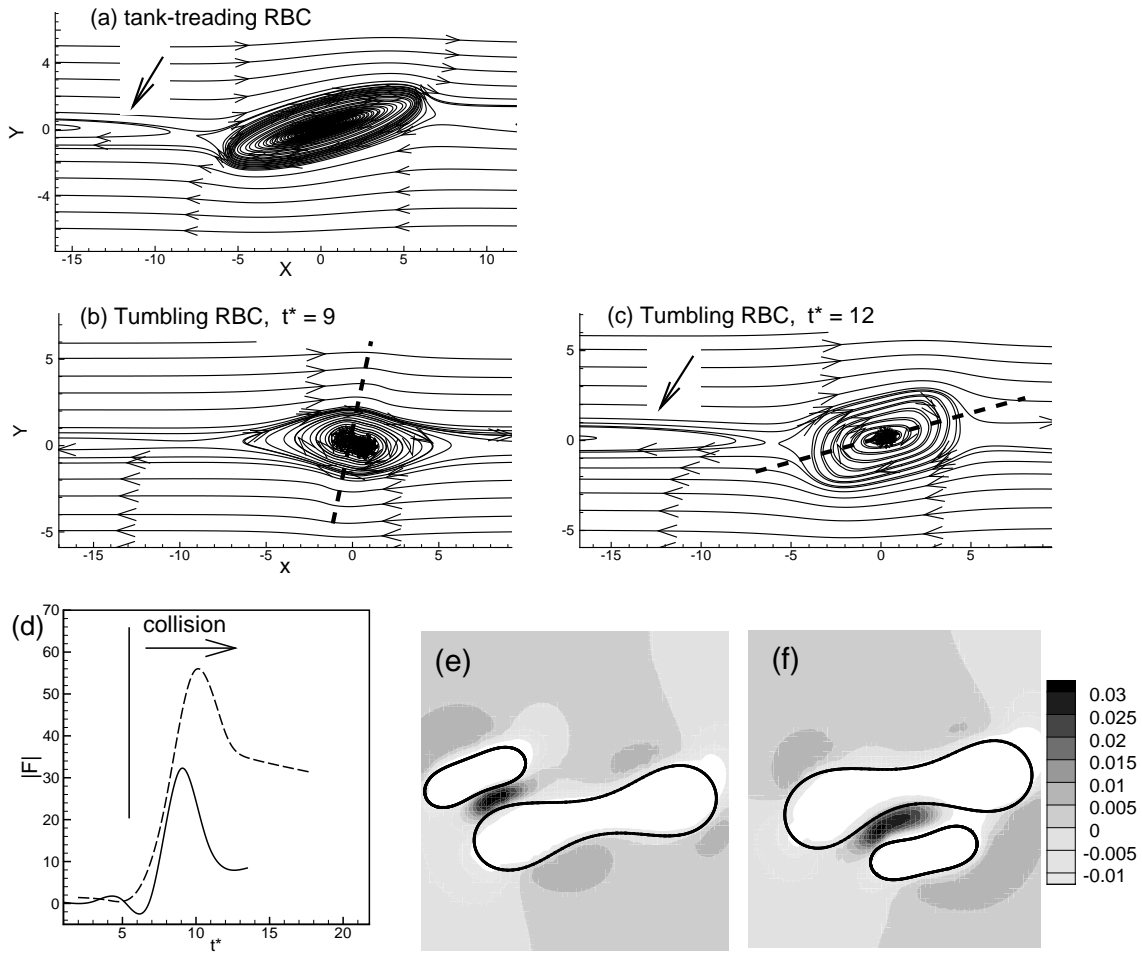 (a) tank-treading RBC
Y
4
0
-4
-15 -10 -5 0 5 10
X
(b) Tumbling RBC, t* = 9
Y
5
0
-5
-15 -10 -5 0 5
x
(c) Tumbling RBC, t* = 12
5
0
-5
-15 -10 -5 0 5
(d)
|F|
70
60
50
40
30
20
10
0
5 10 15 20
t*
collision
(e)
(f)
0.03
0.025
0.02
0.015
0.01
0.005
0
-0.005
-0.01